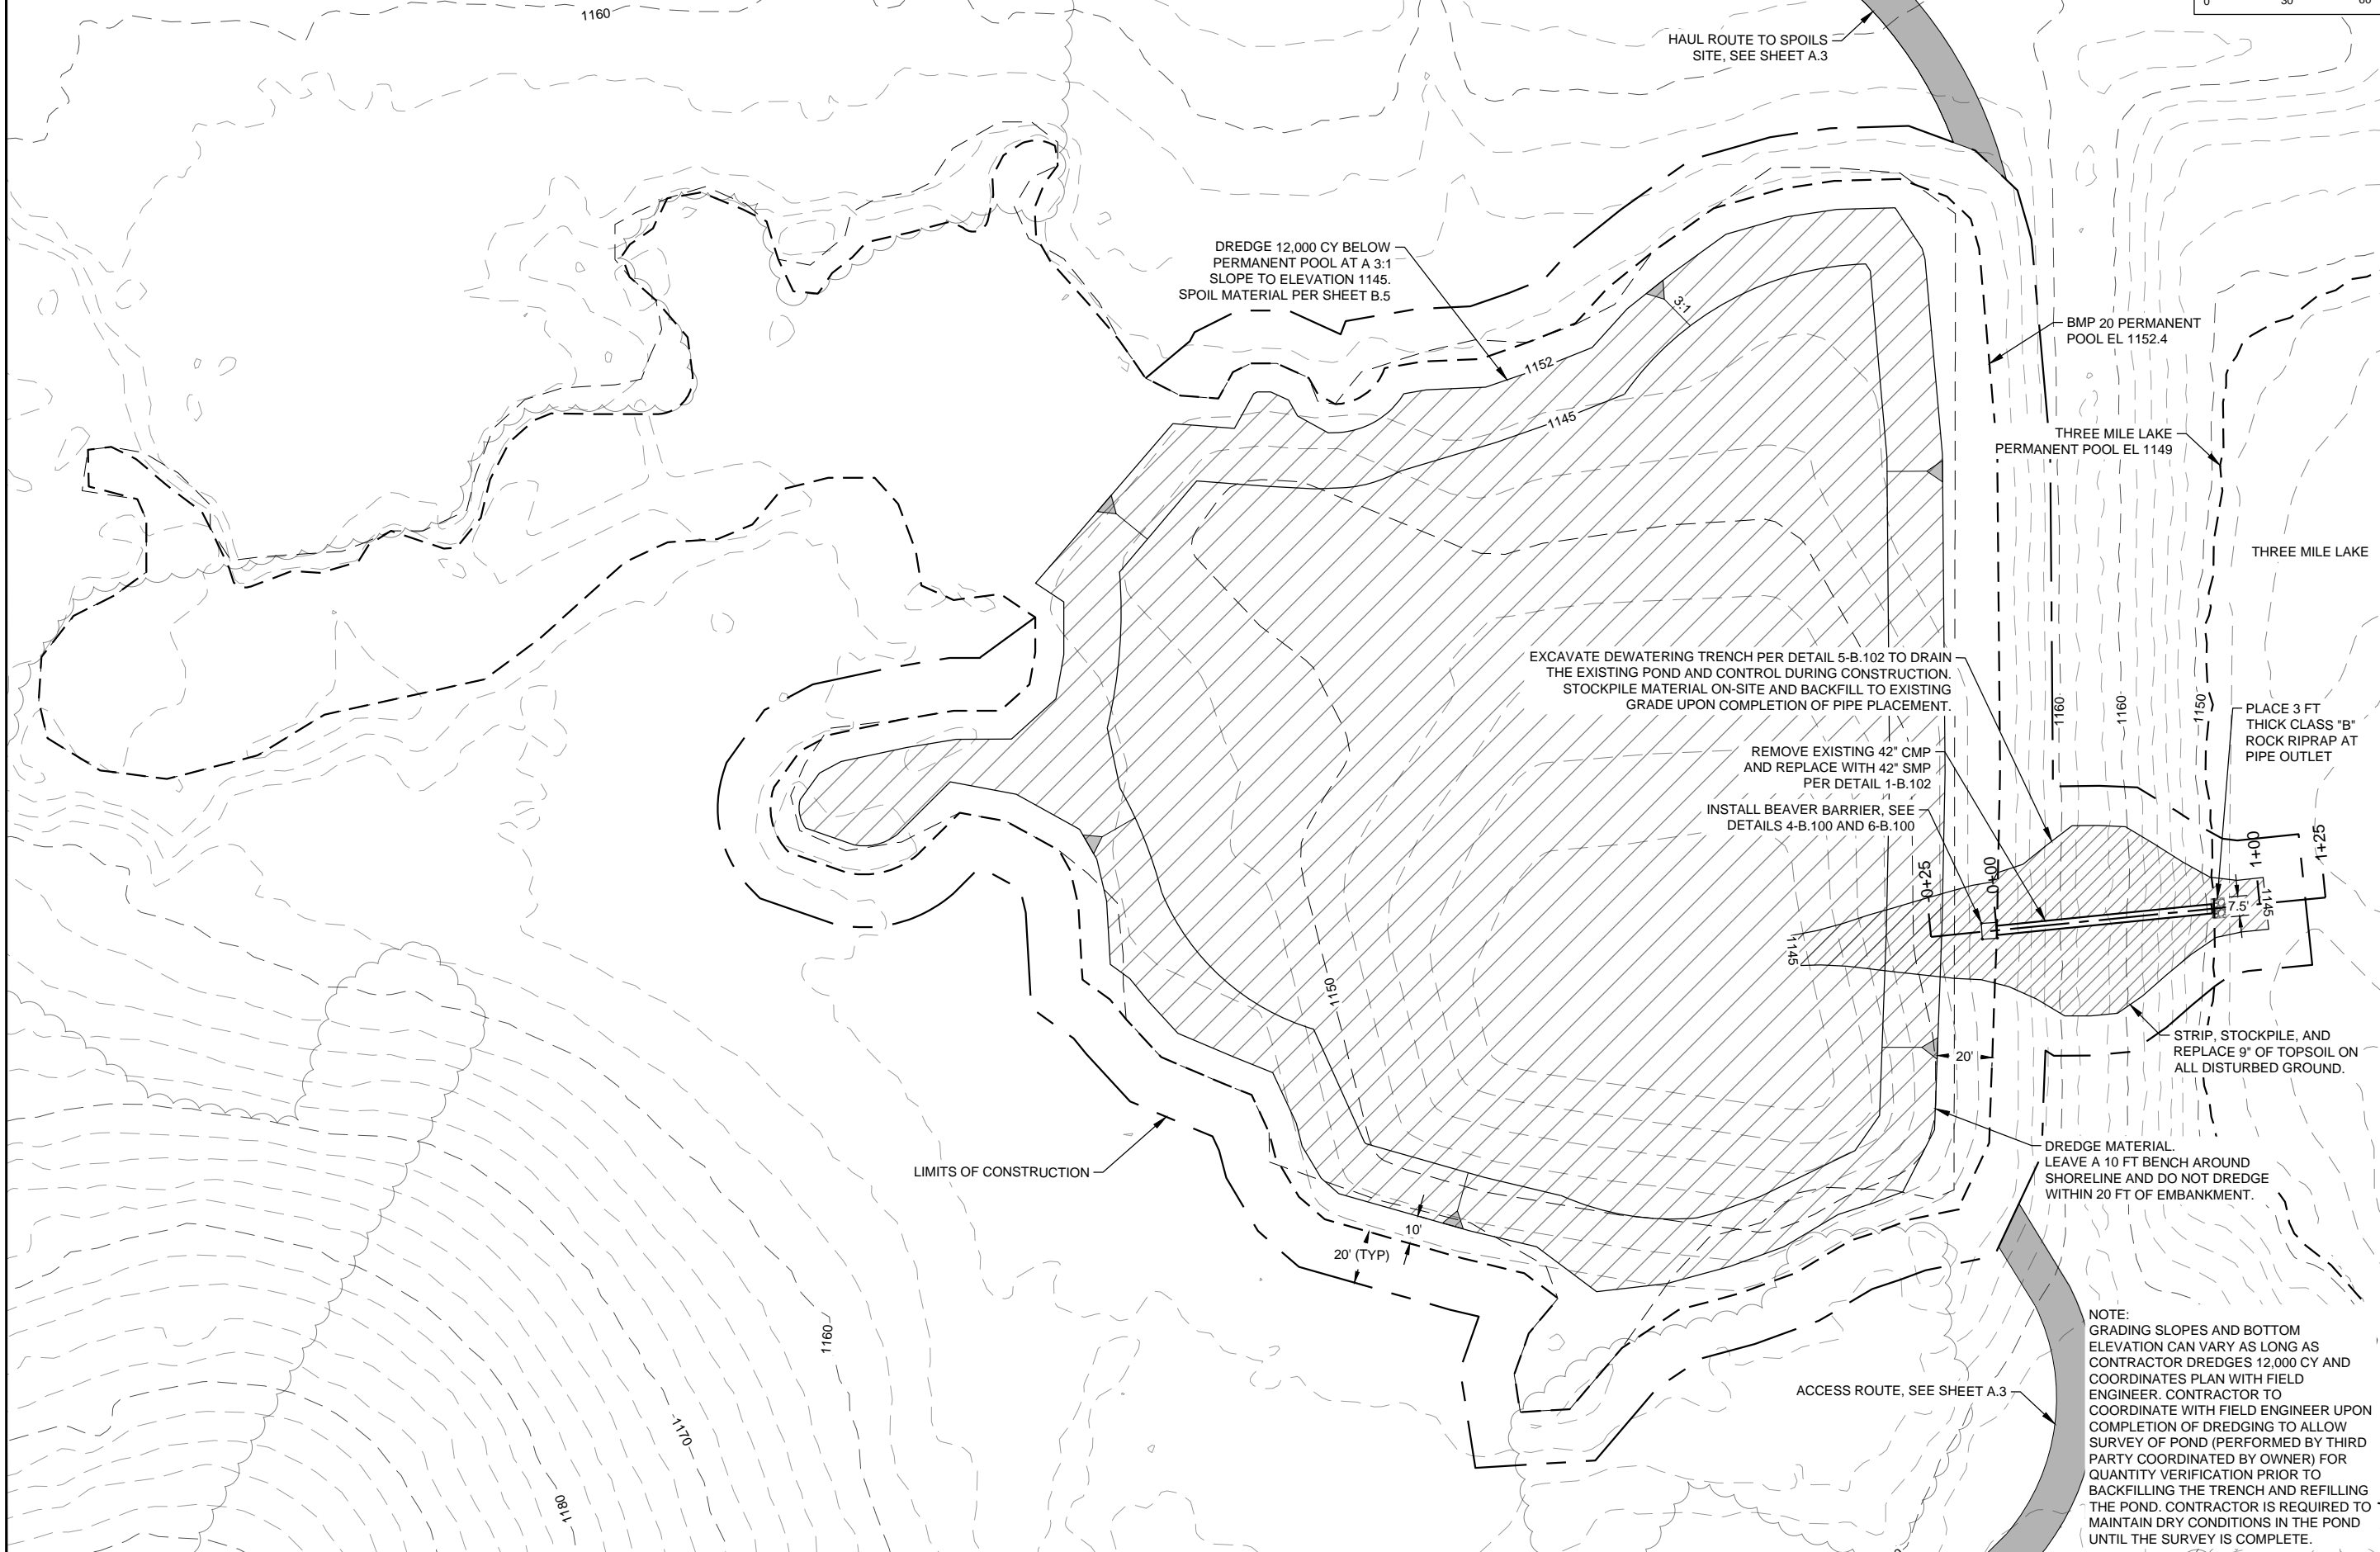 1160
0 30 60
HAUL ROUTE TO SPOILS
SITE, SEE SHEET A.3
DREDGE 12,000 CY BELOW
PERMANENT POOL AT A 3:1
SLOPE TO ELEVATION 1145.
SPOIL MATERIAL PER SHEET B.5
3:1
BMP 20 PERMANENT
POOL EL 1152.4
1152
1145
THREE MILE LAKE
PERMANENT POOL EL 1149
THREE MILE LAKE
EXCAVATE DEWATERING TRENCH PER DETAIL 5-B.102 TO DRAIN
THE EXISTING POND AND CONTROL DURING CONSTRUCTION.
STOCKPILE MATERIAL ON-SITE AND BACKFILL TO EXISTING
GRADE UPON COMPLETION OF PIPE PLACEMENT.
1160
1160
1150
PLACE 3 FT
THICK CLASS "B"
ROCK RIPRAP AT
PIPE OUTLET
REMOVE EXISTING 42" CMP
AND REPLACE WITH 42" SMP
PER DETAIL 1-B.102
INSTALL BEAVER BARRIER, SEE
DETAILS 4-B.100 AND 6-B.100
-0+25
0+00
1+00
1+25
7.5'
1145
1145
1150
STRIP, STOCKPILE, AND
REPLACE 9" OF TOPSOIL ON
ALL DISTURBED GROUND.
20'
DREDGE MATERIAL.
LEAVE A 10 FT BENCH AROUND
SHORELINE AND DO NOT DREDGE
WITHIN 20 FT OF EMBANKMENT.
LIMITS OF CONSTRUCTION
10'
20' (TYP)
1160
1170
1180
ACCESS ROUTE, SEE SHEET A.3
NOTE:
GRADING SLOPES AND BOTTOM
ELEVATION CAN VARY AS LONG AS
CONTRACTOR DREDGES 12,000 CY AND
COORDINATES PLAN WITH FIELD
ENGINEER. CONTRACTOR TO
COORDINATE WITH FIELD ENGINEER UPON
COMPLETION OF DREDGING TO ALLOW
SURVEY OF POND (PERFORMED BY THIRD
PARTY COORDINATED BY OWNER) FOR
QUANTITY VERIFICATION PRIOR TO
BACKFILLING THE TRENCH AND REFILLING
THE POND. CONTRACTOR IS REQUIRED TO
MAINTAIN DRY CONDITIONS IN THE POND
UNTIL THE SURVEY IS COMPLETE.